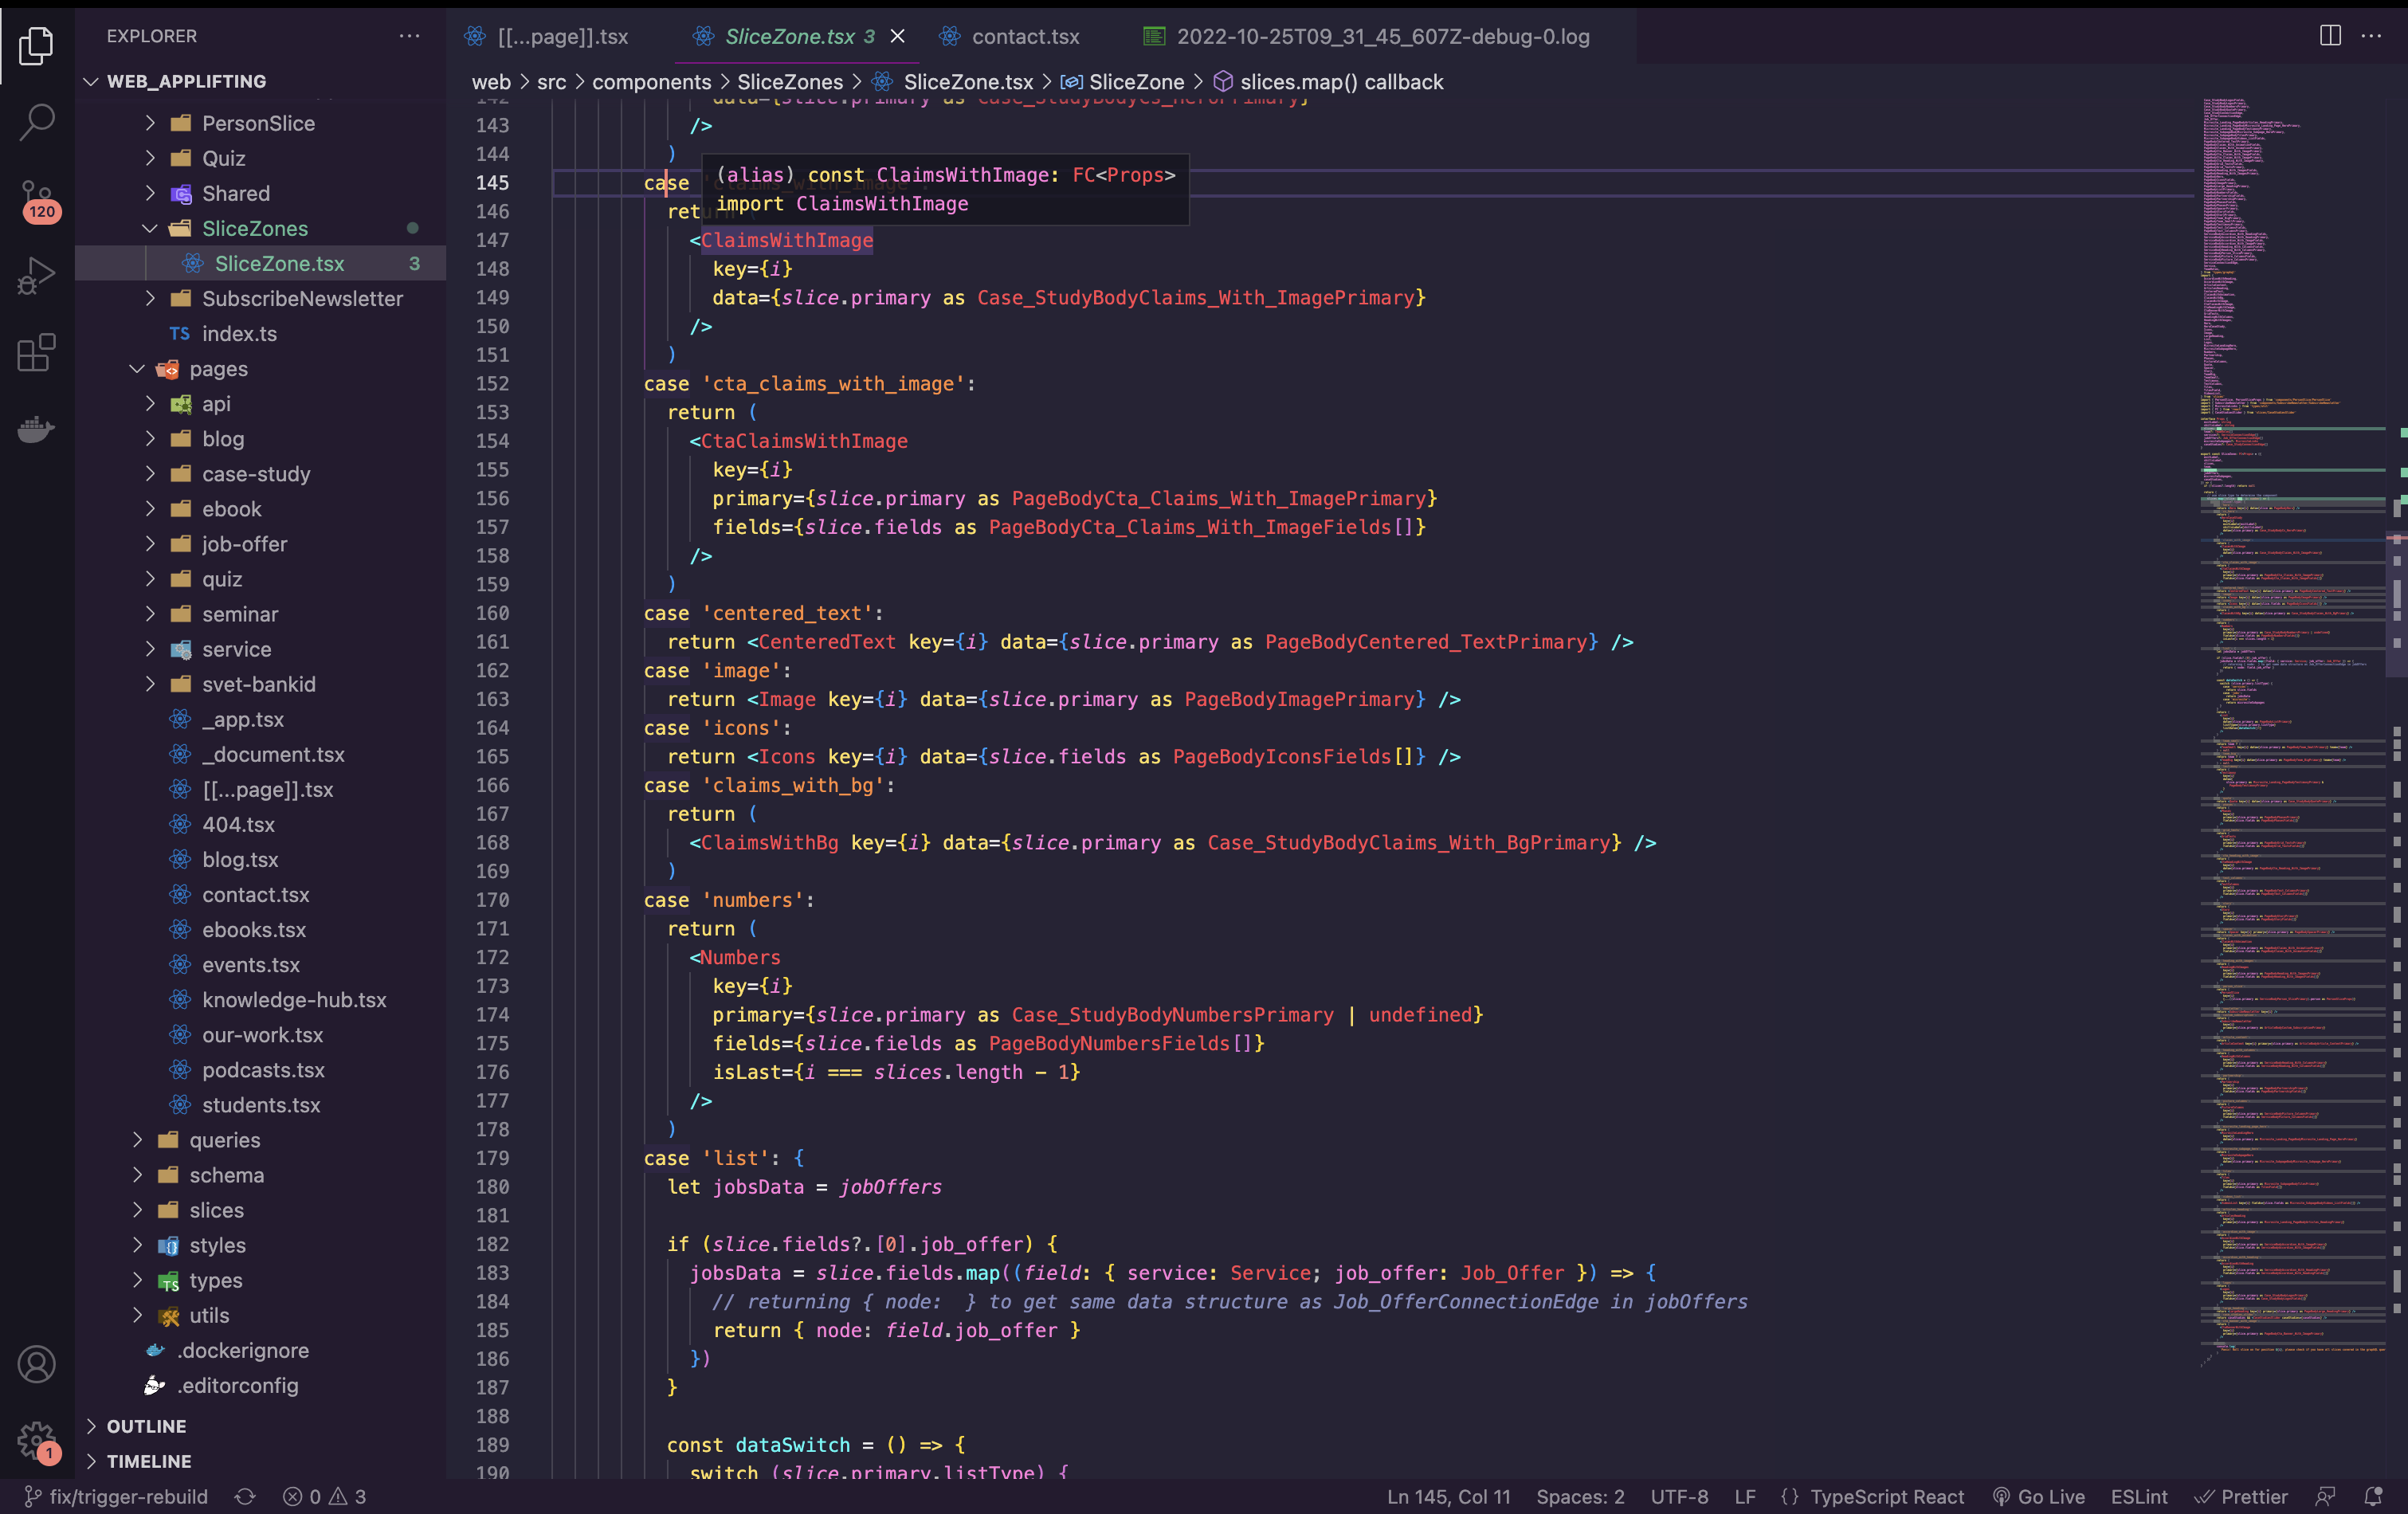 EXPLORER
WEB_APPLIFTING
PersonSlice
Quiz
Shared
SliceZones
SliceZone.tsx 3
SubscribeNewsletter
TS index.ts
pages
api
blog
case-study
ebook
job-offer
quiz
seminar
service
svet-bankid
_app.tsx
_document.tsx
[[...page]].tsx
404.tsx
blog.tsx
contact.tsx
ebooks.tsx
events.tsx
knowledge-hub.tsx
our-work.tsx
podcasts.tsx
students.tsx
queries
schema
slices
styles
types
utils
.dockerignore
.editorconfig
OUTLINE
TIMELINE
120
1
[[...page]].tsx SliceZone.tsx 3 contact.tsx 2022-10-25T09_31_45_607Z-debug-0.log
web > src > components > SliceZones > SliceZone.tsx > SliceZone > slices.map() callback
142 data={slice.primary as Case_StudyBodyCs_HeroPrimary}
143 />
144 )
(alias) const ClaimsWithImage: FC<Props>
import ClaimsWithImage
145 case 'claims_with_image':
146 return (
147 <ClaimsWithImage
148 key={i}
149 data={slice.primary as Case_StudyBodyClaims_With_ImagePrimary}
150 />
151 )
152 case 'cta_claims_with_image':
153 return (
154 <CtaClaimsWithImage
155 key={i}
156 primary={slice.primary as PageBodyCta_Claims_With_ImagePrimary}
157 fields={slice.fields as PageBodyCta_Claims_With_ImageFields[]}
158 />
159 )
160 case 'centered_text':
161 return <CenteredText key={i} data={slice.primary as PageBodyCentered_TextPrimary} />
162 case 'image':
163 return <Image key={i} data={slice.primary as PageBodyImagePrimary} />
164 case 'icons':
165 return <Icons key={i} data={slice.fields as PageBodyIconsFields[]} />
166 case 'claims_with_bg':
167 return (
168 <ClaimsWithBg key={i} data={slice.primary as Case_StudyBodyClaims_With_BgPrimary} />
169 )
170 case 'numbers':
171 return (
172 <Numbers
173 key={i}
174 primary={slice.primary as Case_StudyBodyNumbersPrimary | undefined}
175 fields={slice.fields as PageBodyNumbersFields[]}
176 isLast={i === slices.length - 1}
177 />
178 )
179 case 'list': {
180 let jobsData = jobOffers
181
182 if (slice.fields?.[0].job_offer) {
183 jobsData = slice.fields.map((field: { service: Service; job_offer: Job_Offer }) => {
184 // returning { node:  } to get same data structure as Job_OfferConnectionEdge in jobOffers
185 return { node: field.job_offer }
186 })
187 }
188
189 const dataSwitch = () => {
190 switch (slice.primary.listType) {
fix/trigger-rebuild 0 3 Ln 145, Col 11 Spaces: 2 UTF-8 LF {} TypeScript React Go Live ESLint Prettier